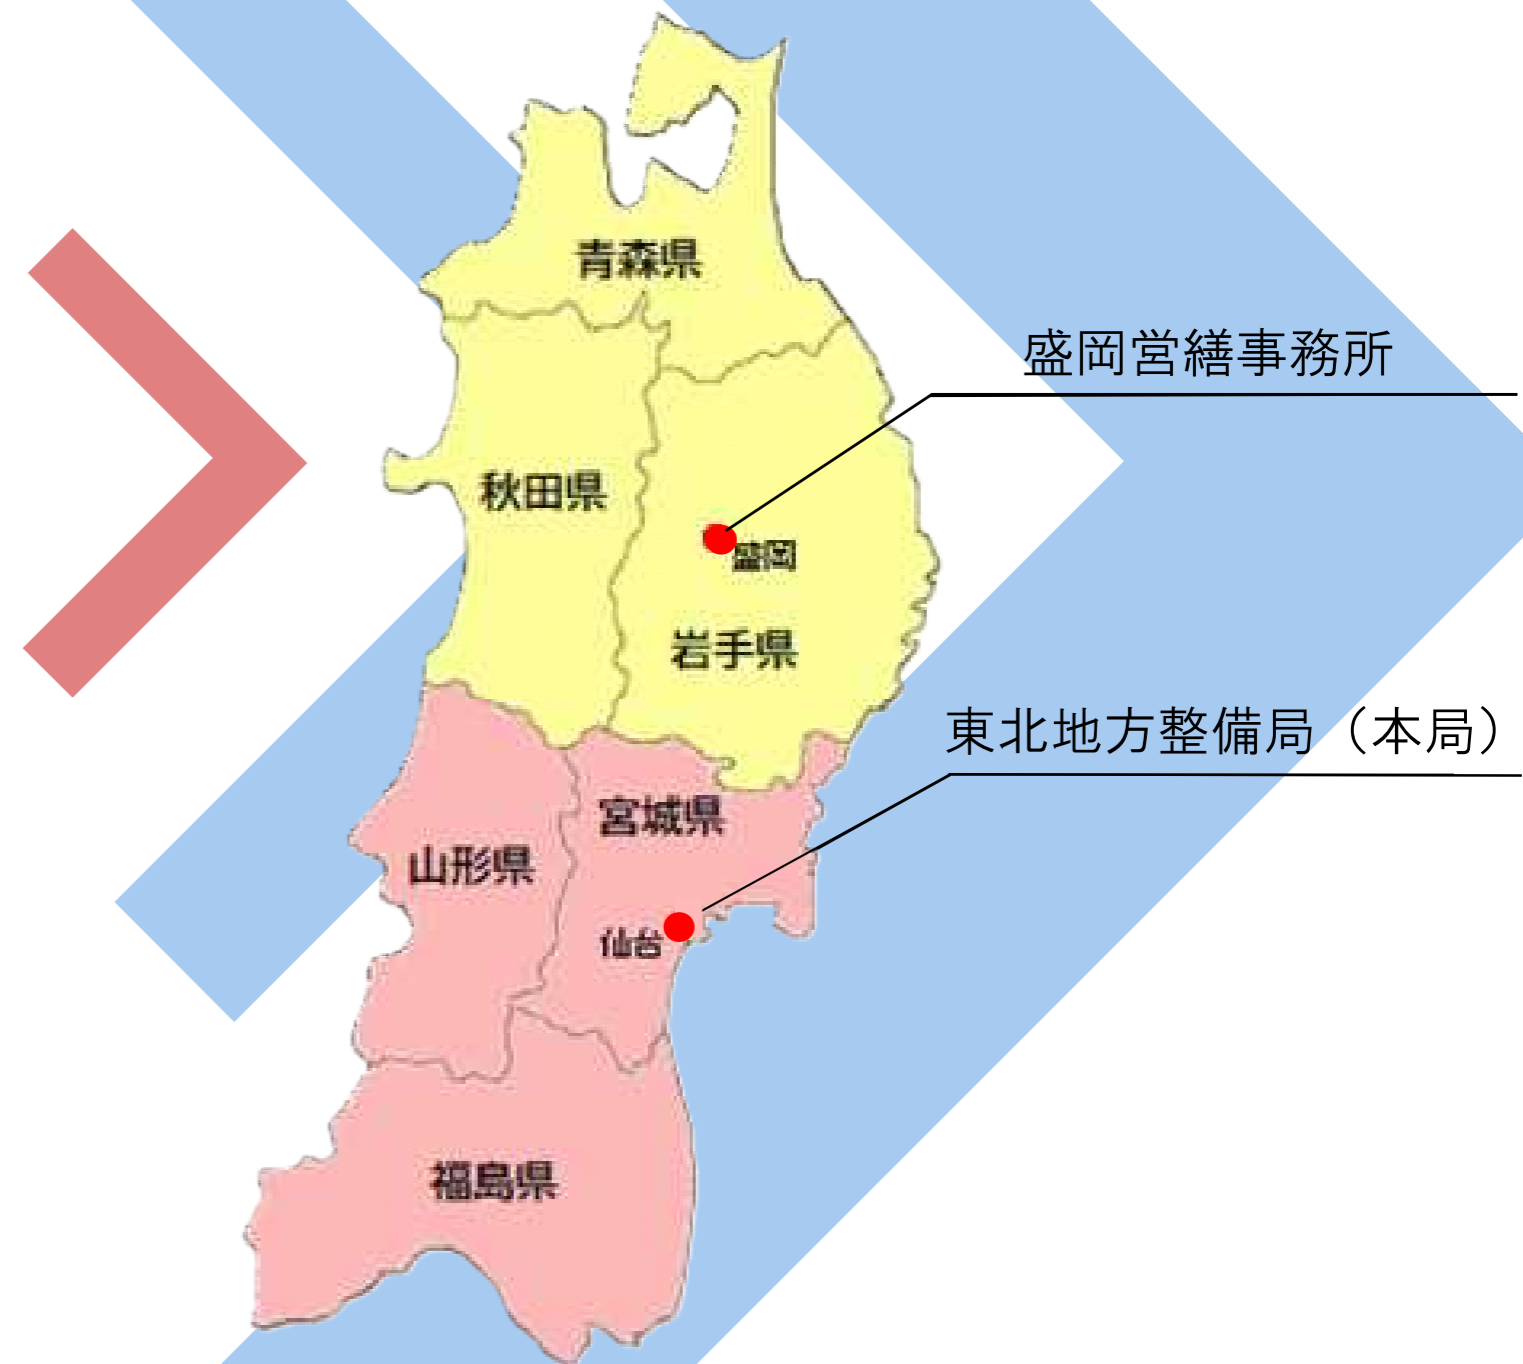 青森県
盛岡営繕事務所
秋田県
盛岡
岩手県
東北地方整備局（本局）
宮城県
山形県
仙台
福島県